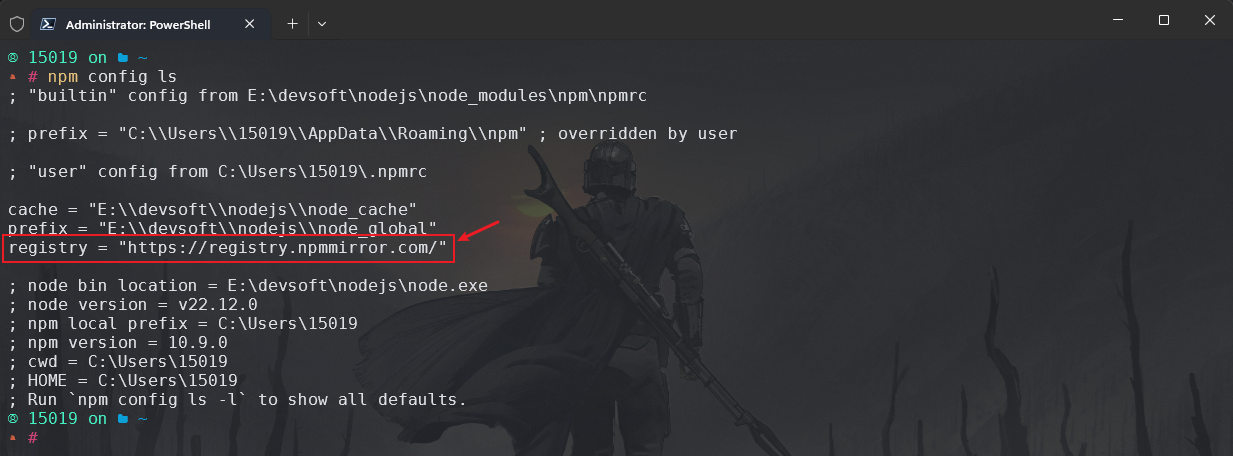 Administrator: PowerShell
15019 on ~
# npm config ls
; "builtin" config from E:\devsoft\nodejs\node_modules\npm\npmrc
; prefix = "C:\\Users\\15019\\AppData\\Roaming\\npm" ; overridden by user
; "user" config from C:\Users\15019\.npmrc
cache = "E:\\devsoft\\nodejs\\node_cache"
prefix = "E:\\devsoft\\nodejs\\node_global"
registry = "https://registry.npmmirror.com/"
; node bin location = E:\devsoft\nodejs\node.exe
; node version = v22.12.0
; npm local prefix = C:\Users\15019
; npm version = 10.9.0
; cwd = C:\Users\15019
; HOME = C:\Users\15019
; Run `npm config ls -l` to show all defaults.
15019 on ~
#